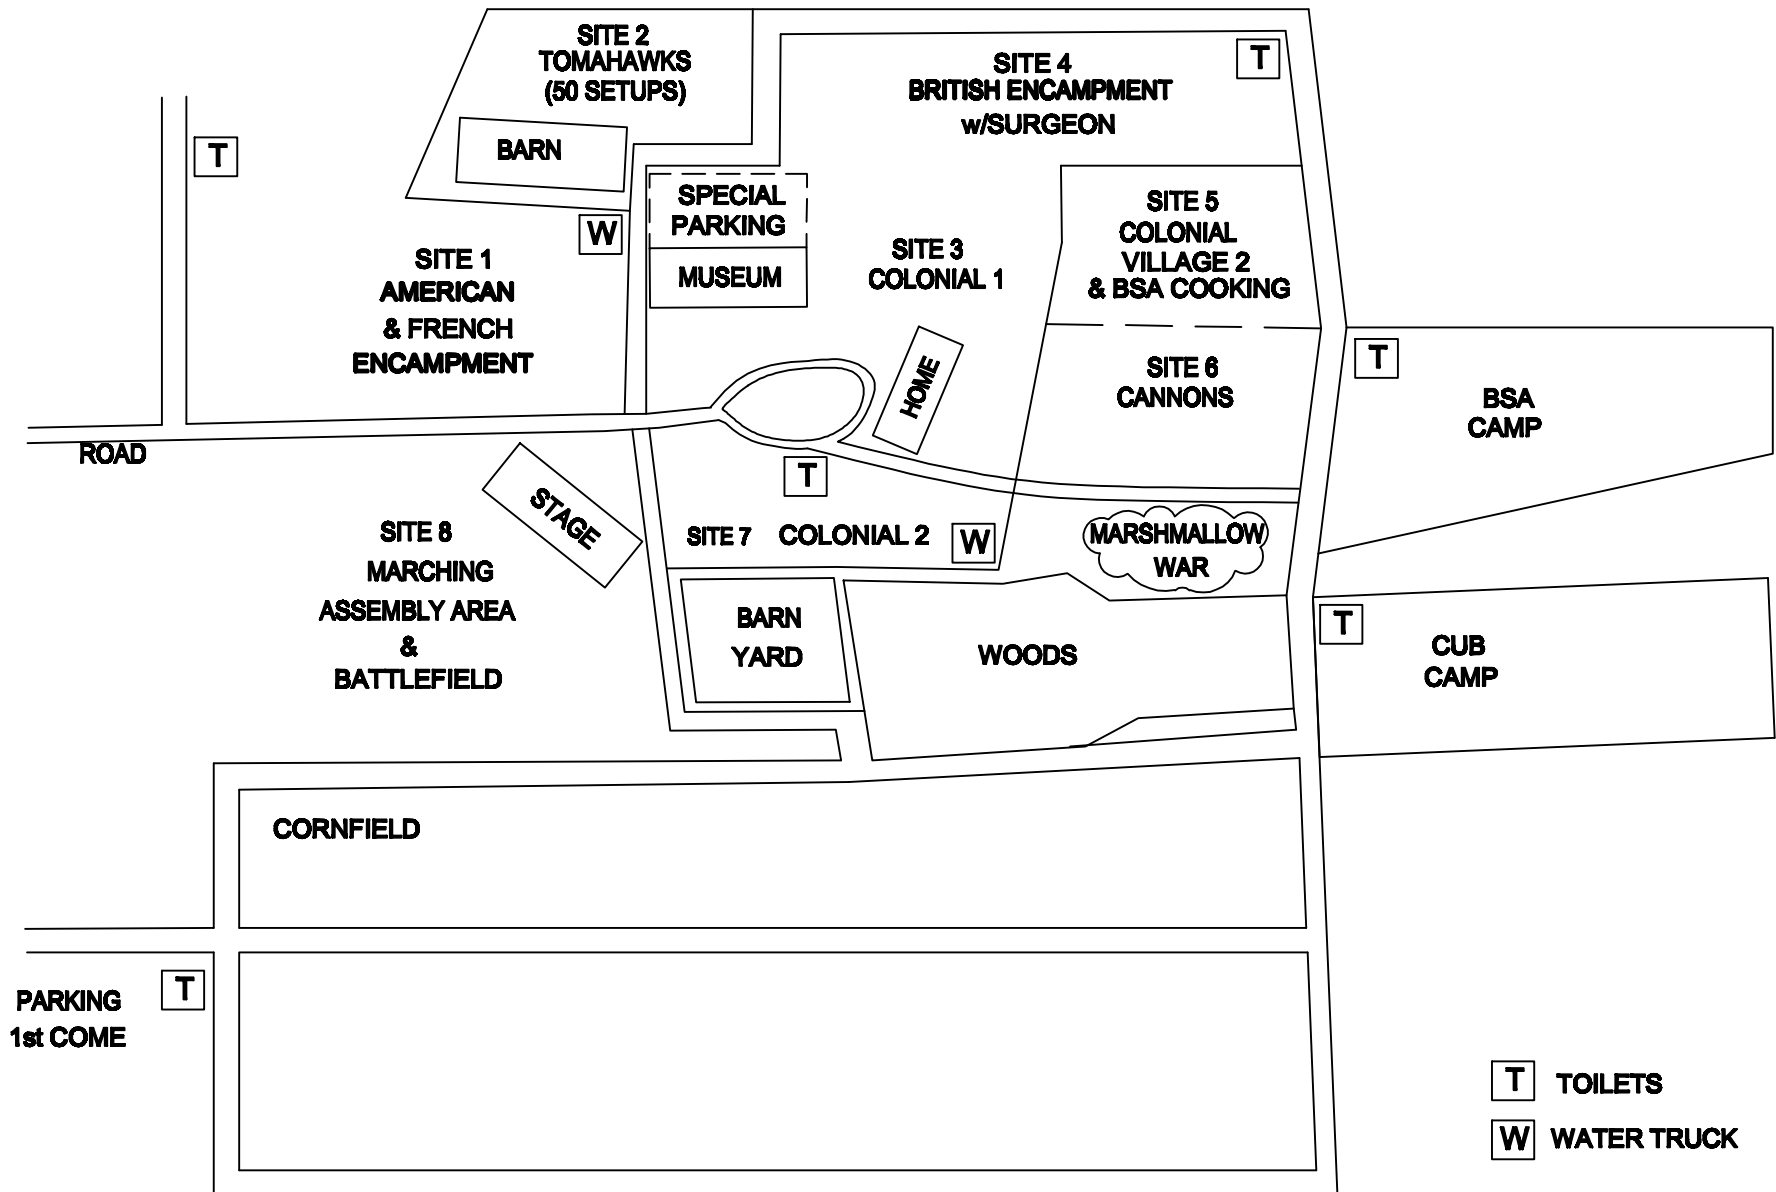 SITE 2
TOMAHAWKS
(50 SETUPS)
BARN
T
SITE 4
BRITISH ENCAMPMENT
w/SURGEON
T
SPECIAL
PARKING
MUSEUM
W
SITE 1
AMERICAN
& FRENCH
ENCAMPMENT
SITE 3
COLONIAL 1
SITE 5
COLONIAL
VILLAGE 2
& BSA COOKING
HOME
SITE 6
CANNONS
T
BSA
CAMP
ROAD
STAGE
T
SITE 7 COLONIAL 2
W
MARSHMALLOW
WAR
SITE 8
MARCHING
ASSEMBLY AREA
&
BATTLEFIELD
BARN
YARD
WOODS
T
CUB
CAMP
CORNFIELD
PARKING
1st COME
T
T TOILETS
W WATER TRUCK